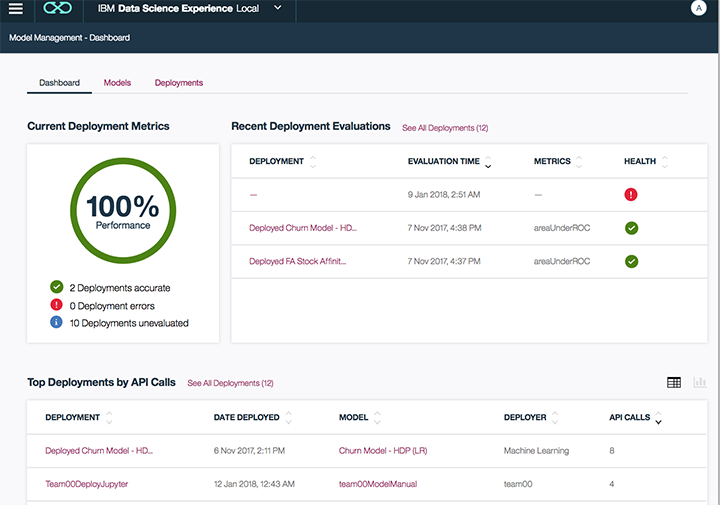 IBM Data Science Experience Local
A
Model Management - Dashboard
Dashboard Models Deployments
Current Deployment Metrics
100%
Performance
2 Deployments accurate
0 Deployment errors
10 Deployments unevaluated
Recent Deployment Evaluations See All Deployments (12)
DEPLOYMENT EVALUATION TIME METRICS HEALTH
— 9 Jan 2018, 2:51 AM —
Deployed Churn Model - HD... 7 Nov 2017, 4:38 PM areaUnderROC
Deployed FA Stock Affinit... 7 Nov 2017, 4:37 PM areaUnderROC
Top Deployments by API Calls See All Deployments (12)
DEPLOYMENT DATE DEPLOYED MODEL DEPLOYER API CALLS
Deployed Churn Model - HD... 6 Nov 2017, 2:11 PM Churn Model - HDP (LR) Machine Learning 8
Team00DeployJupyter 12 Jan 2018, 12:43 AM team00ModelManual team00 4